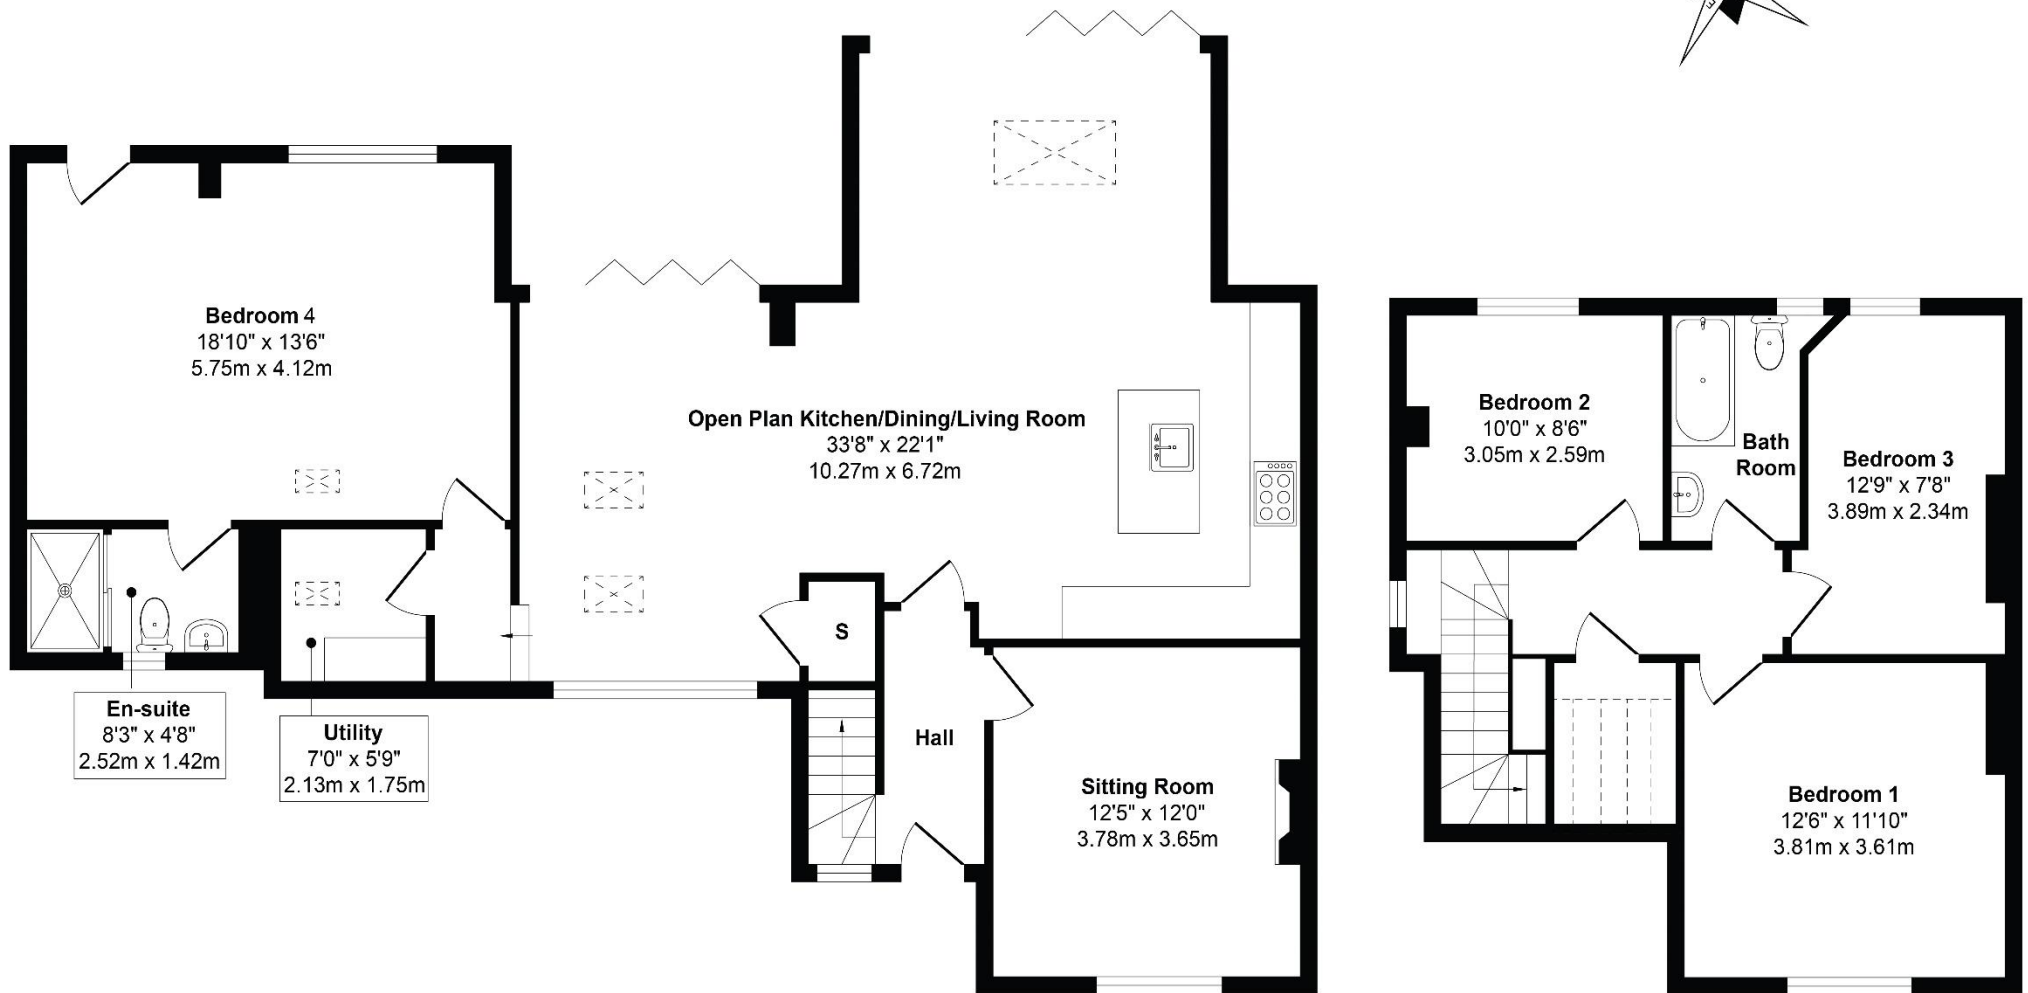 E
Bedroom 4
18'10" x 13'6"
5.75m x 4.12m
Open Plan Kitchen/Dining/Living Room
33'8" x 22'1"
10.27m x 6.72m
S
Hall
En-suite
8'3" x 4'8"
2.52m x 1.42m
Utility
7'0" x 5'9"
2.13m x 1.75m
Sitting Room
12'5" x 12'0"
3.78m x 3.65m
Bedroom 2
10'0" x 8'6"
3.05m x 2.59m
Bath
Room
Bedroom 3
12'9" x 7'8"
3.89m x 2.34m
Bedroom 1
12'6" x 11'10"
3.81m x 3.61m